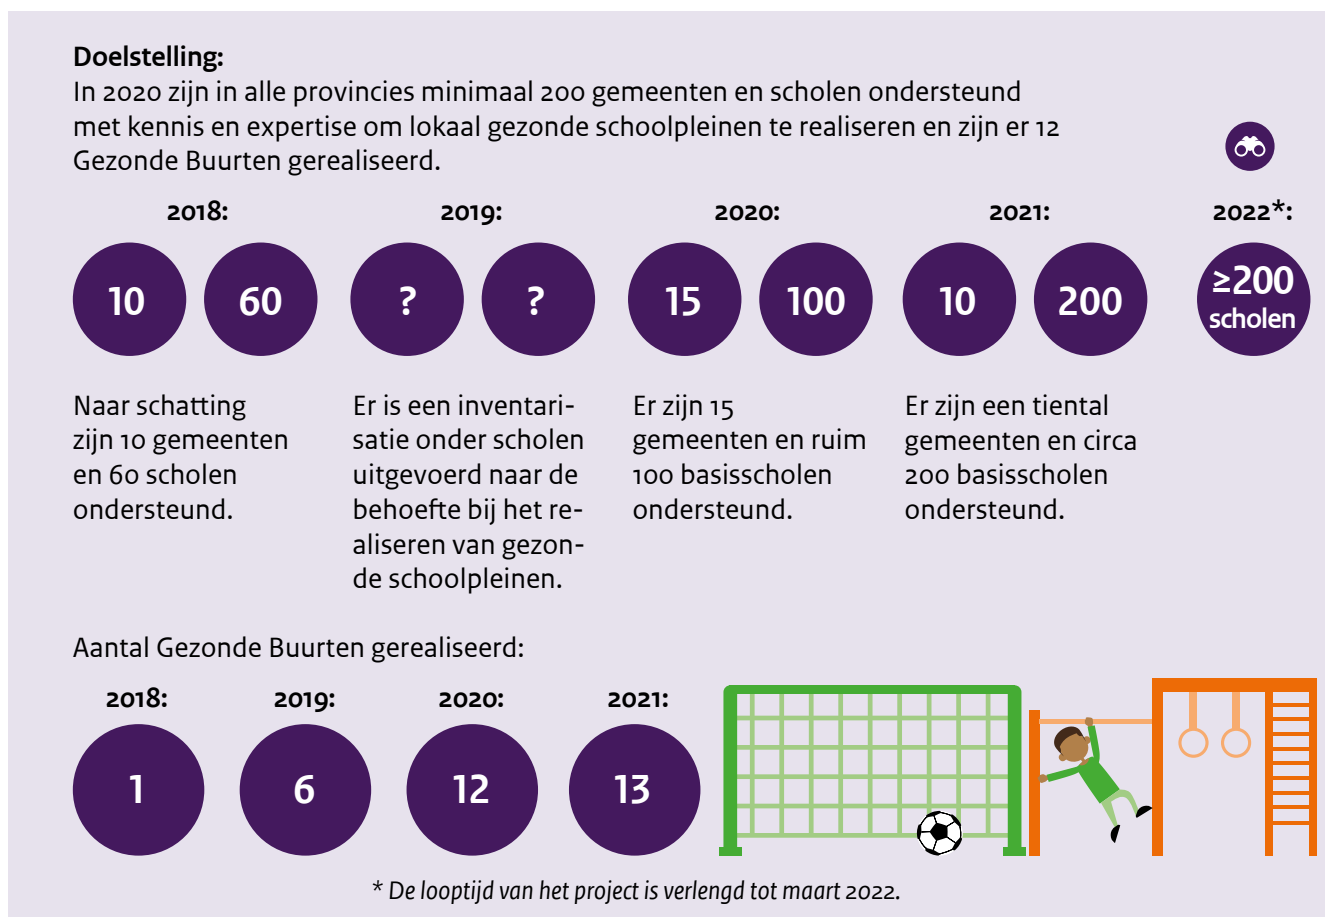 Doelstelling:
In 2020 zijn in alle provincies minimaal 200 gemeenten en scholen ondersteund
met kennis en expertise om lokaal gezonde schoolpleinen te realiseren en zijn er 12
Gezonde Buurten gerealiseerd.
2018:
2019:
2020:
2021:
2022*:
10
60
?
?
15
100
10
200
≥200
scholen
Naar schatting
zijn 10 gemeenten
en 60 scholen
ondersteund.
Er is een inventari-
satie onder scholen
uitgevoerd naar de
behoefte bij het re-
aliseren van gezon-
de schoolpleinen.
Er zijn 15
gemeenten en ruim
100 basisscholen
ondersteund.
Er zijn een tiental
gemeenten en circa
200 basisscholen
ondersteund.
Aantal Gezonde Buurten gerealiseerd:
2018:
2019:
2020:
2021:
1
6
12
13
* De looptijd van het project is verlengd tot maart 2022.